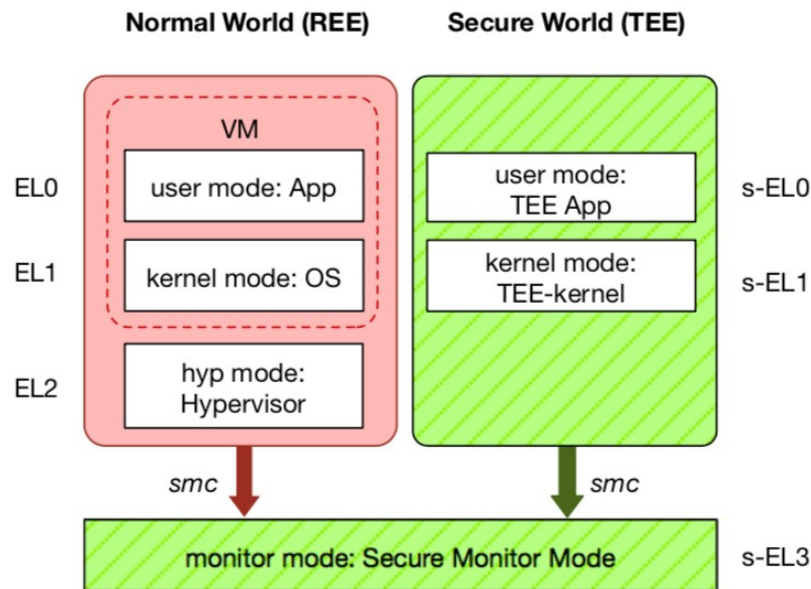 Normal World (REE)
Secure World (TEE)
VM
EL0
user mode: App
user mode:
TEE App
s-EL0
EL1
kernel mode: OS
kernel mode:
TEE-kernel
s-EL1
EL2
hyp mode:
Hypervisor
smc
smc
monitor mode: Secure Monitor Mode
s-EL3